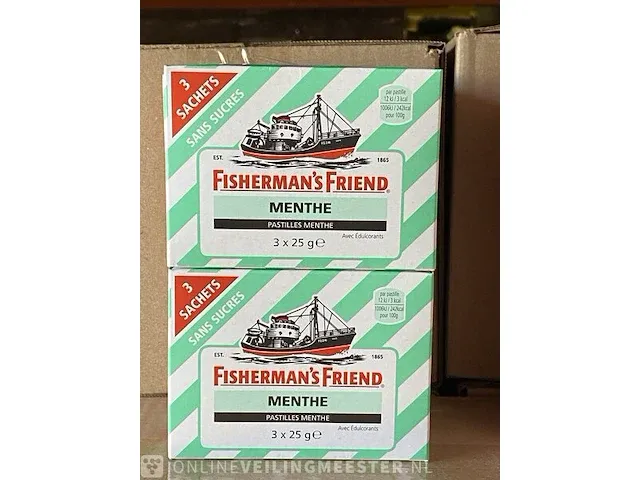 3
SACHETS
SANS SUCRES
par pastille
12 kJ / 3 kcal
1006kJ / 242kcal
pour 100g
EST. 1865
FISHERMAN'S FRIEND®
MENTHE
PASTILLES MENTHE
Avec Édulcorants
3 x 25 g℮
3
SACHETS
SANS SUCRES
par pastille
12 kJ / 3 kcal
1006kJ / 242kcal
pour 100g
EST. 1865
FISHERMAN'S FRIEND®
MENTHE
PASTILLES MENTHE
Avec Édulcorants
3 x 25 g℮
ONLINEVEILINGMEESTER.NL